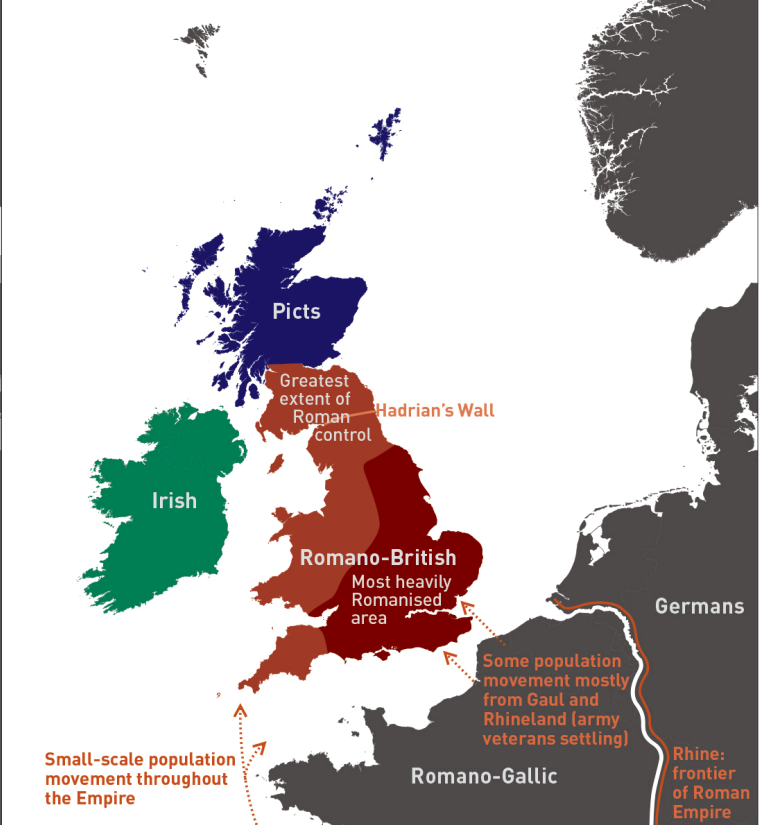 Picts
Greatest
extent of
Roman
control
Hadrian's Wall
Irish
Romano-British
Most heavily
Romanised
area
Germans
Some population
movement mostly
from Gaul and
Rhineland (army
veterans settling)
Small-scale population
movement throughout
the Empire
Romano-Gallic
Rhine:
frontier
of Roman
Empire